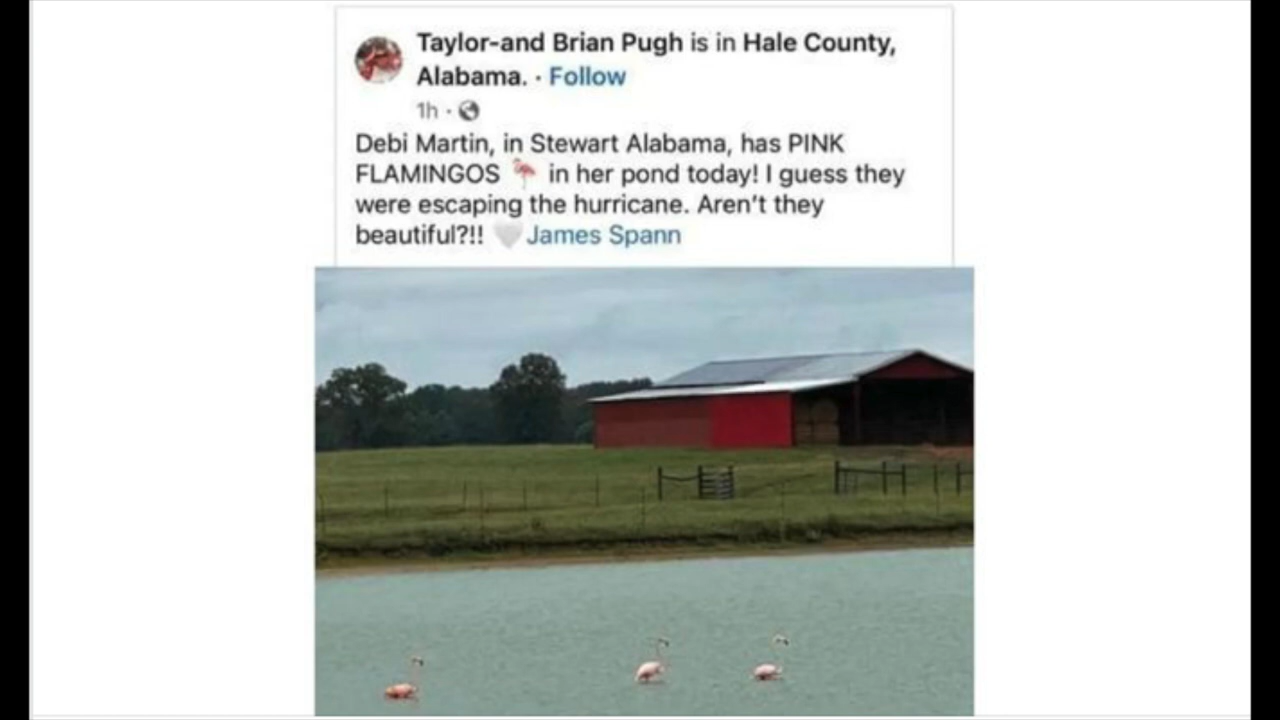 Taylor-and Brian Pugh is in Hale County,
Alabama. · Follow
1h ·
Debi Martin, in Stewart Alabama, has PINK
FLAMINGOS 🦩 in her pond today! I guess they
were escaping the hurricane. Aren't they
beautiful?!! 🤍 James Spann